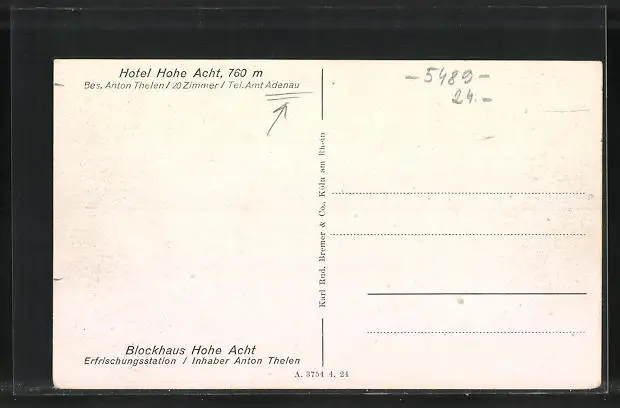 Hotel Hohe Acht, 760 m
Bes. Anton Thelen / 20 Zimmer / Tel. Amt Adenau
- 5489 -
24.-
Karl Rud. Bremer & Co., Köln am Rhein
Blockhaus Hohe Acht
Erfrischungsstation / Inhaber Anton Thelen
A. 3754 4. 24